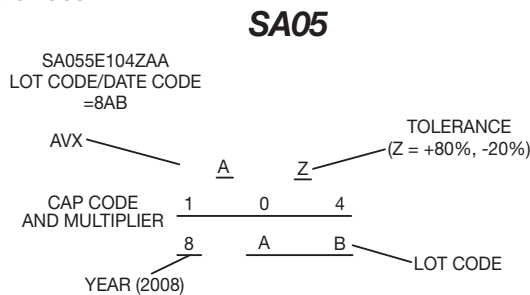 SA05
SA055E104ZAA
LOT CODE/DATE CODE
=8AB
AVX
TOLERANCE
(Z = +80%, -20%)
A Z
CAP CODE
AND MULTIPLIER
1 0 4
8 A B
LOT CODE
YEAR (2008)